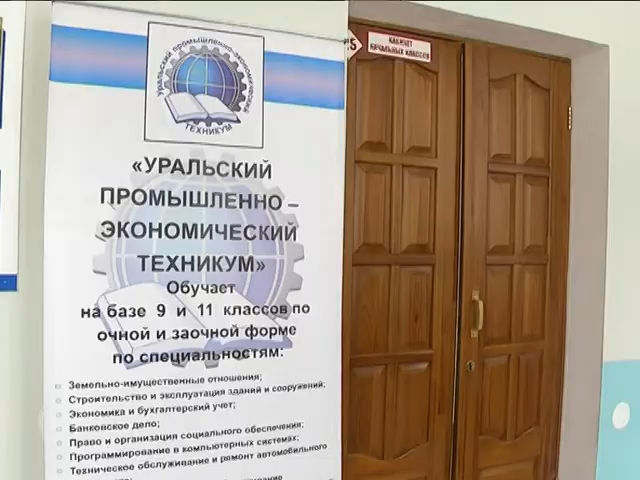 Уральский промышленно-экономический
ТЕХНИКУМ
5
КАБИНЕТ
НАЧАЛЬНЫХ КЛАССОВ
«УРАЛЬСКИЙ
ПРОМЫШЛЕННО –
ЭКОНОМИЧЕСКИЙ
ТЕХНИКУМ»
Обучает
на базе 9 и 11 классов по
очной и заочной форме
по специальностям:
Земельно-имущественные отношения;
Строительство и эксплуатация зданий и сооружений;
Экономика и бухгалтерский учет;
Банковское дело;
Право и организация социального обеспечения;
Программирование в компьютерных системах;
Техническое обслуживание и ремонт автомобильного